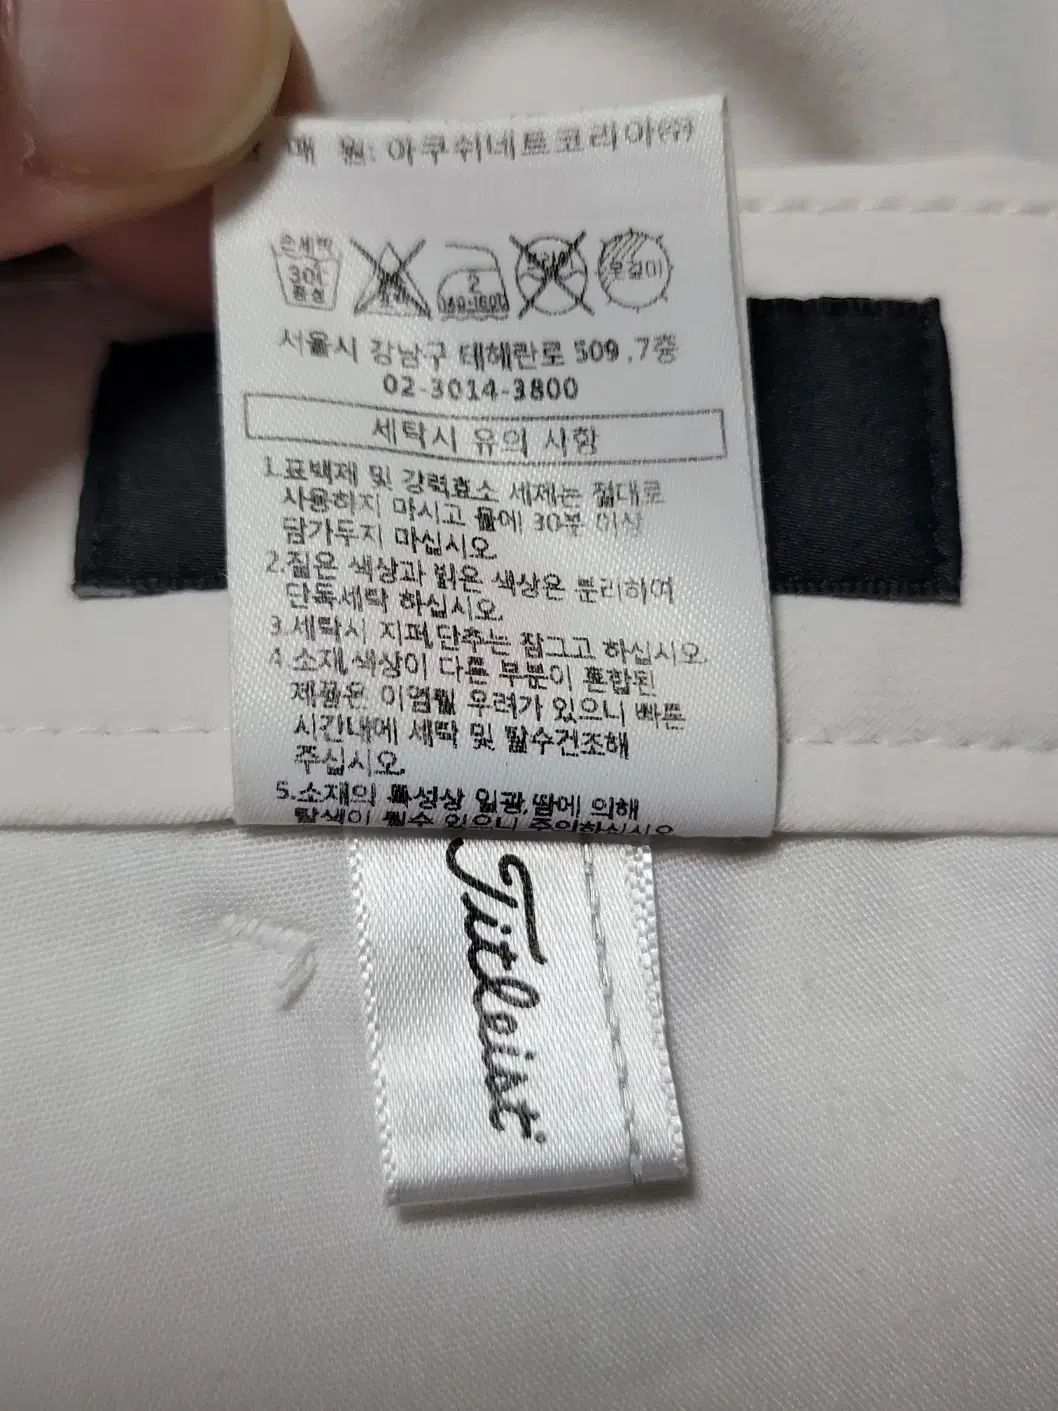 매 원: 아쿠쉬네트코리아(주)
손세탁
30℃
중성
2
옷걸이
서울시 강남구 테헤란로 509 .7층
02-3014-3800
세탁시 유의 사항
1.표백제 및 강력효소 세제는 절대로
사용하지 마시고 물에 30분 이상
담가두지 마십시오.
2.짙은 색상과 밝은 색상은 분리하여
단독세탁 하십시오.
3.세탁시 지퍼,단추는 잠그고 하십시오.
4.소재,색상이 다른 부분이 혼합된
제품은 이염될 우려가 있으니 빠른
시간내에 세탁 및 탈수건조해
주십시오.
5.소재의 특성상 일광,땀에 의해
탈색이 될수 있으니 주의하십시오
Titleist